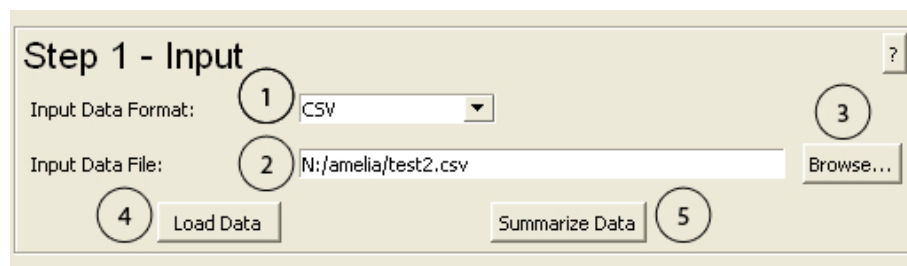 Step 1 - Input
?
Input Data Format: 1 CSV
3
Input Data File: 2 N:/amelia/test2.csv Browse...
4 Load Data Summarize Data 5